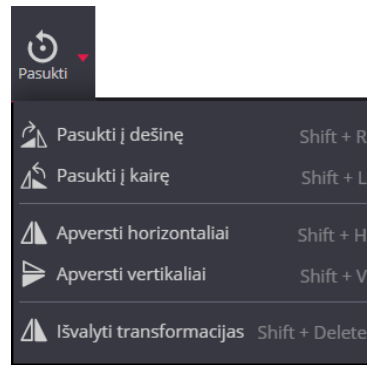 Pasukti
Pasukti į dešinę Shift + R
Pasukti į kairę Shift + L
Apversti horizontaliai Shift + H
Apversti vertikaliai Shift + V
Išvalyti transformacijas Shift + Delete